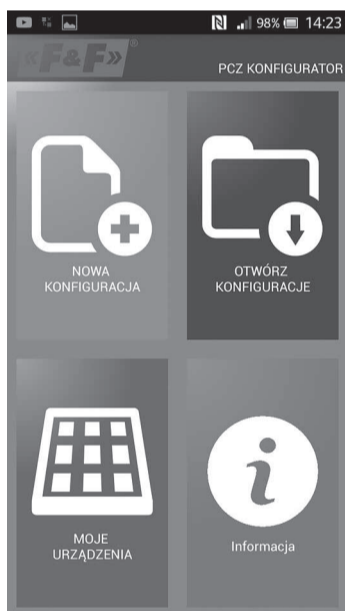 98% 14:23
«F&F»®
PCZ KONFIGURATOR
NOWA
KONFIGURACJA
OTWÓRZ
KONFIGURACJE
MOJE
URZĄDZENIA
i
Informacja